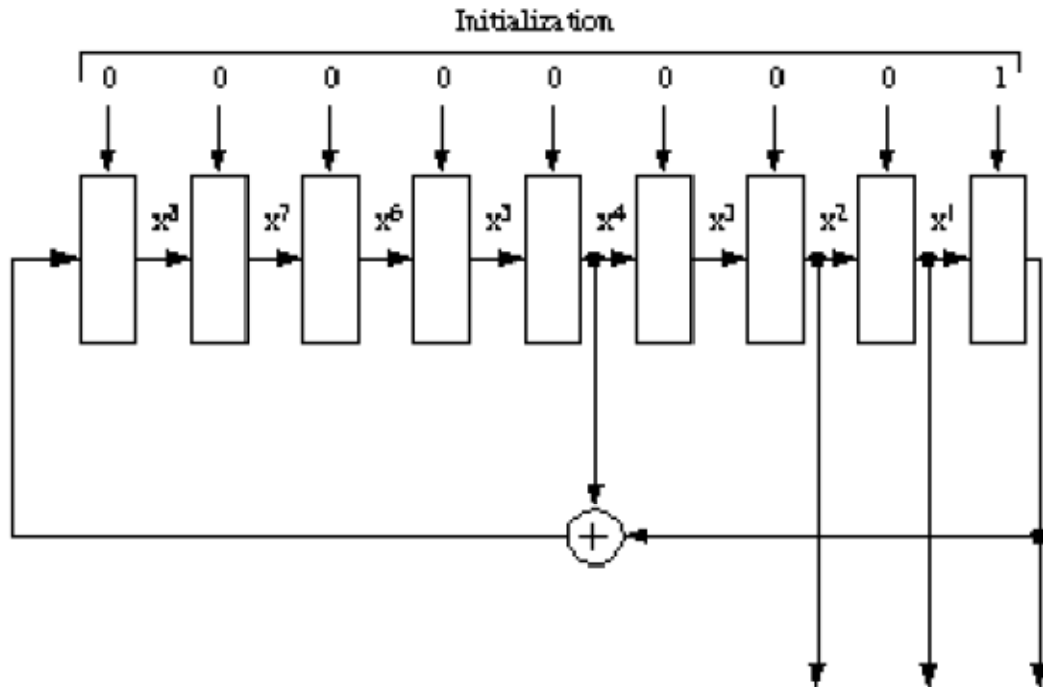 Initialization
0 0 0 0 0 0 0 0 1
x⁸ x⁷ x⁶ x⁵ x⁴ x³ x² x¹
+